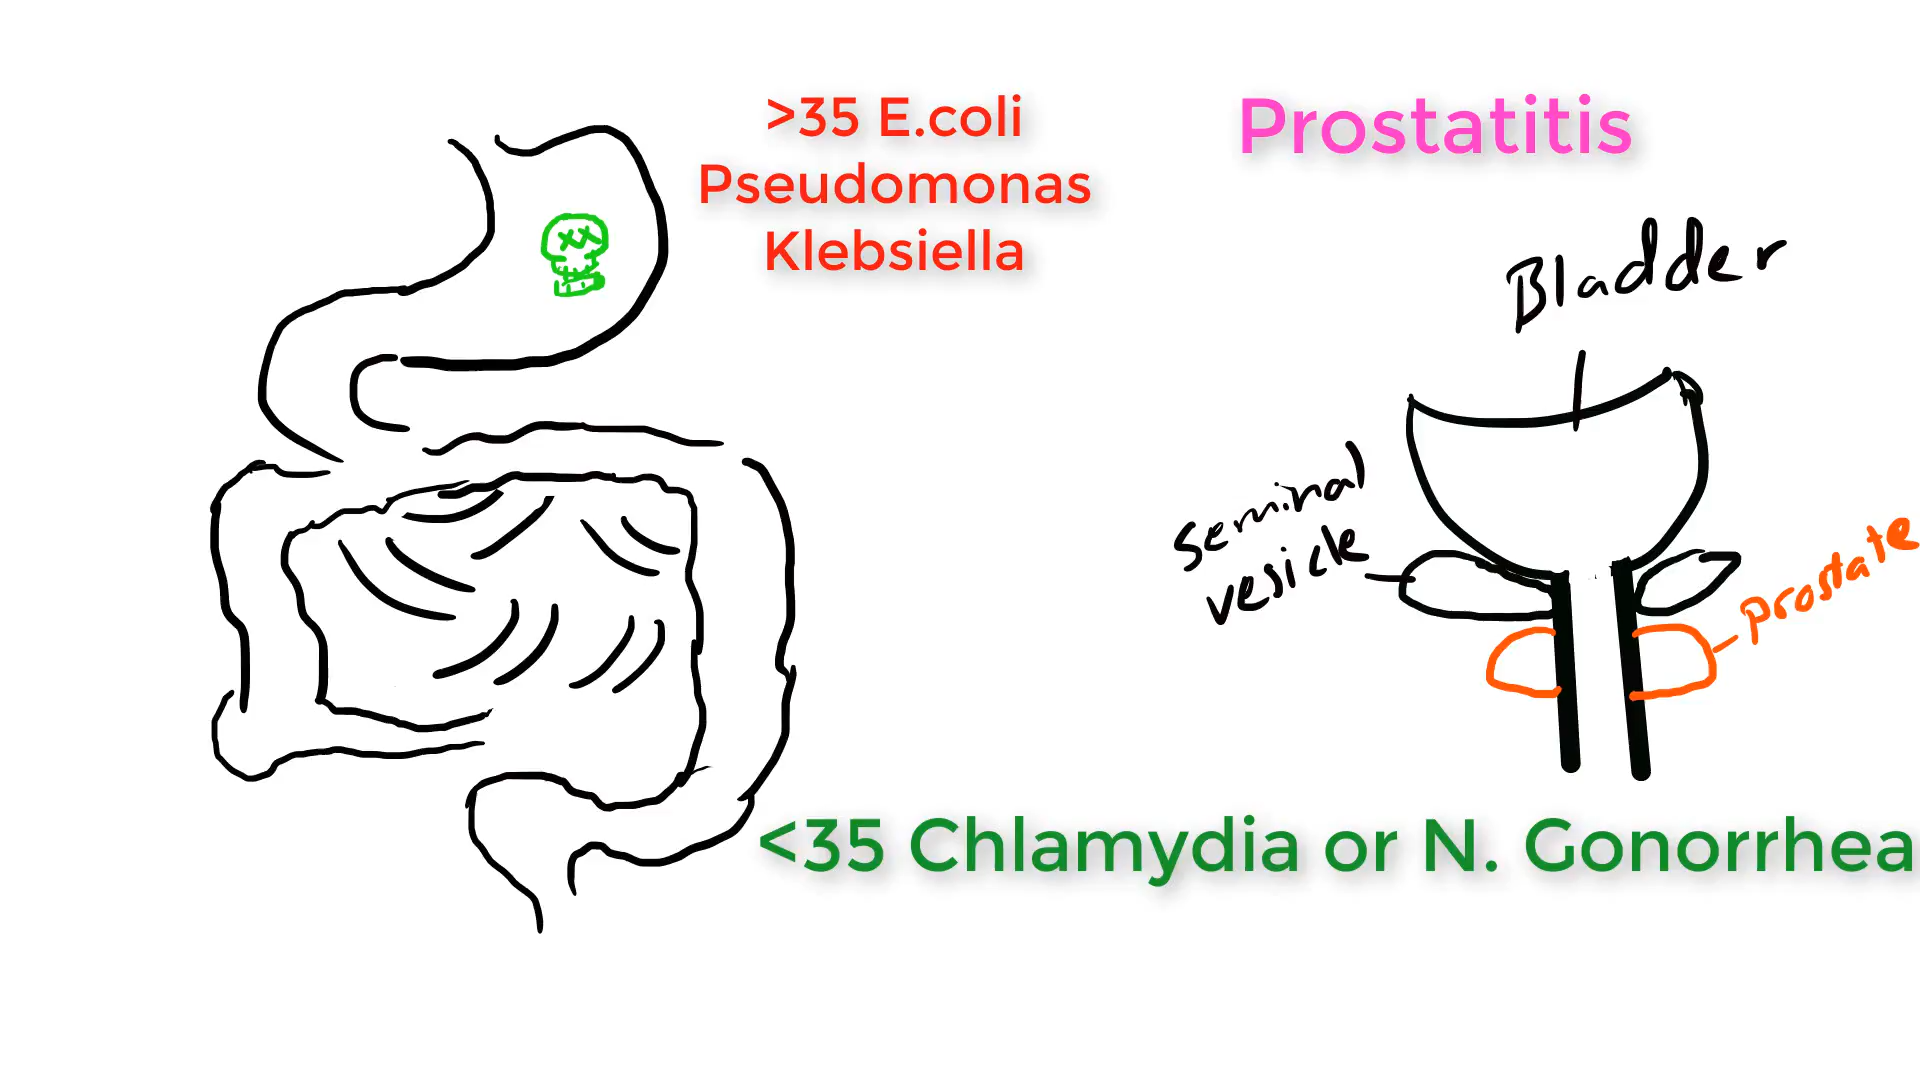 >35 E.coli
Pseudomonas
Klebsiella
Prostatitis
Bladder
Seminal
vesicle
Prostate
<35 Chlamydia or N. Gonorrhea